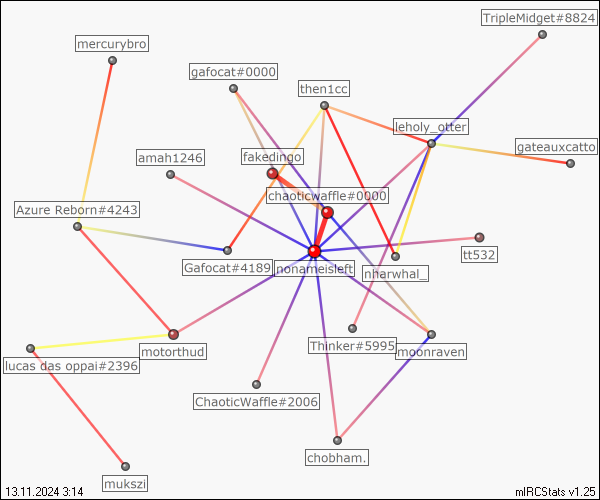 TripleMidget#8824
mercurybro
gafocat#0000
then1cc
leholy_otter
gateauxcatto
fakedingo
amah1246
chaoticwaffle#0000
Azure Reborn#4243
tt532
Gafocat#4189
nonameisleft
nharwhal_
Thinker#5995
moonraven
motorthud
lucas das oppai#2396
ChaoticWaffle#2006
chobham.
mukszi
13.11.2024 3:14
mIRCStats v1.25